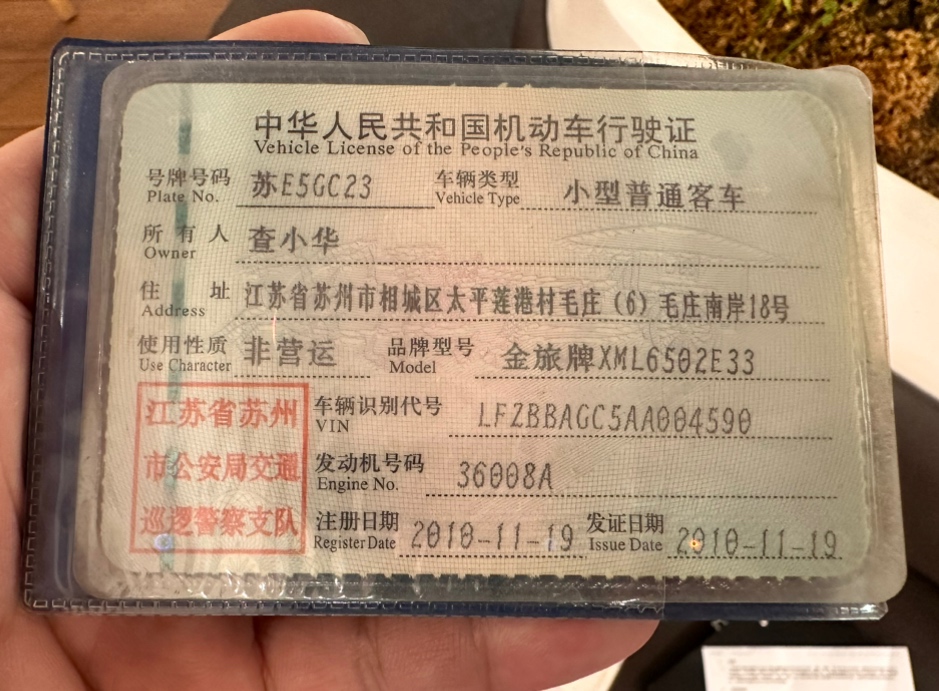 中华人民共和国机动车行驶证
Vehicle License of the People's Republic of China
号牌号码 苏E5GC23 车辆类型 小型普通客车
Plate No. Vehicle Type
所有人 查小华
Owner
住址 江苏省苏州市相城区太平莲港村毛庄（6）毛庄南岸18号
Address
使用性质 非营运 品牌型号 金旅牌XML6502E33
Use Character Model
江苏省苏州
市公安局交通
巡逻警察支队
车辆识别代号 LFZBBAGC5AA004590
VIN
发动机号码 36008A
Engine No.
注册日期 2010-11-19 发证日期 2010-11-19
Register Date Issue Date